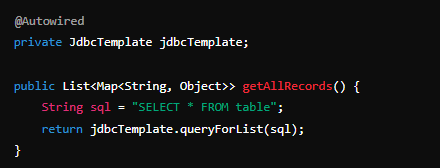 @Autowired
private JdbcTemplate jdbcTemplate;
public List<Map<String, Object>> getAllRecords() {
String sql = "SELECT * FROM table";
return jdbcTemplate.queryForList(sql);
}